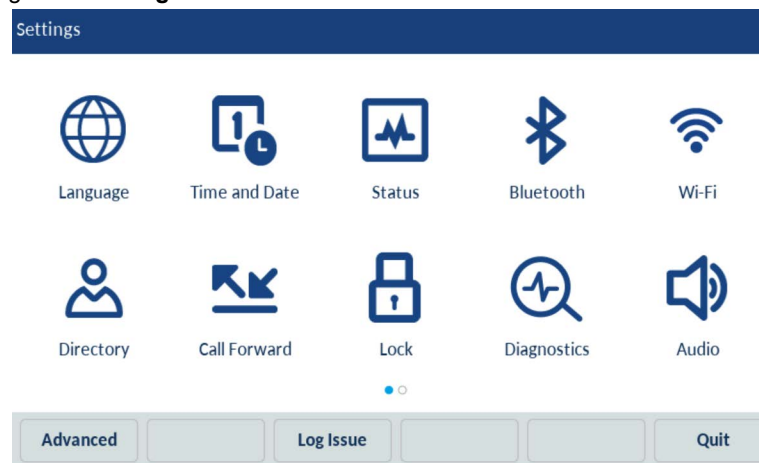 Settings
1
Language Time and Date Status Bluetooth Wi-Fi
Directory Call Forward Lock Diagnostics Audio
Advanced Log Issue Quit